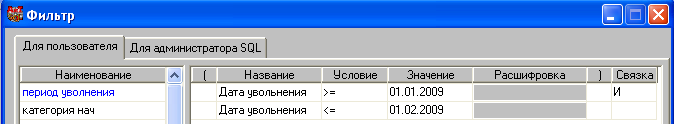 Фильтр
Для пользователя Для администратора SQL
Наименование ( Название Условие Значение Расшифровка ) Связка
период уволнения Дата увольнения >= 01.01.2009 И
категория нач Дата увольнения <= 01.02.2009